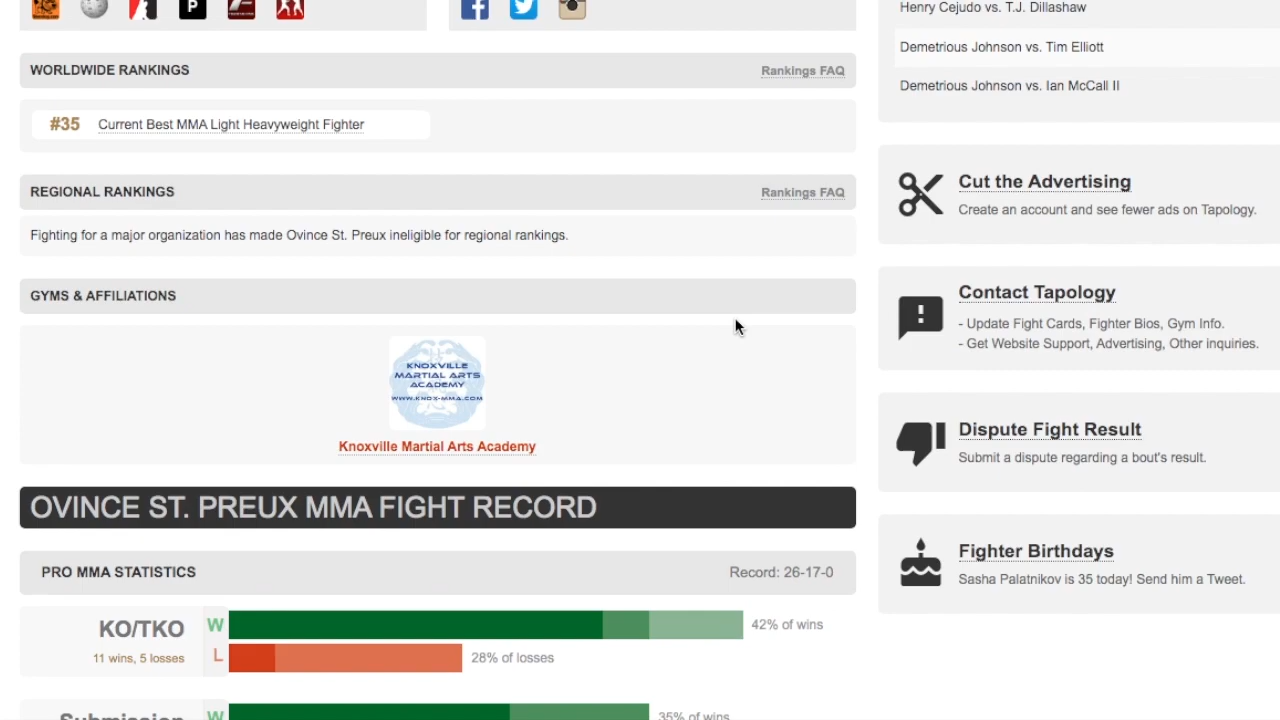 WORLDWIDE RANKINGS
Rankings FAQ
#35 Current Best MMA Light Heavyweight Fighter
REGIONAL RANKINGS
Rankings FAQ
Fighting for a major organization has made Ovince St. Preux ineligible for regional rankings.
GYMS & AFFILIATIONS
KNOXVILLE
MARTIAL ARTS
ACADEMY
WWW.KNOX-MMA.COM
Knoxville Martial Arts Academy
OVINCE ST. PREUX MMA FIGHT RECORD
PRO MMA STATISTICS
Record: 26-17-0
KO/TKO
11 wins, 5 losses
W
42% of wins
L
28% of losses
Submission
W
35% of wins
Henry Cejudo vs. T.J. Dillashaw
Demetrious Johnson vs. Tim Elliott
Demetrious Johnson vs. Ian McCall II
Cut the Advertising
Create an account and see fewer ads on Tapology.
Contact Tapology
- Update Fight Cards, Fighter Bios, Gym Info.
- Get Website Support, Advertising, Other inquiries.
Dispute Fight Result
Submit a dispute regarding a bout's result.
Fighter Birthdays
Sasha Palatnikov is 35 today! Send him a Tweet.